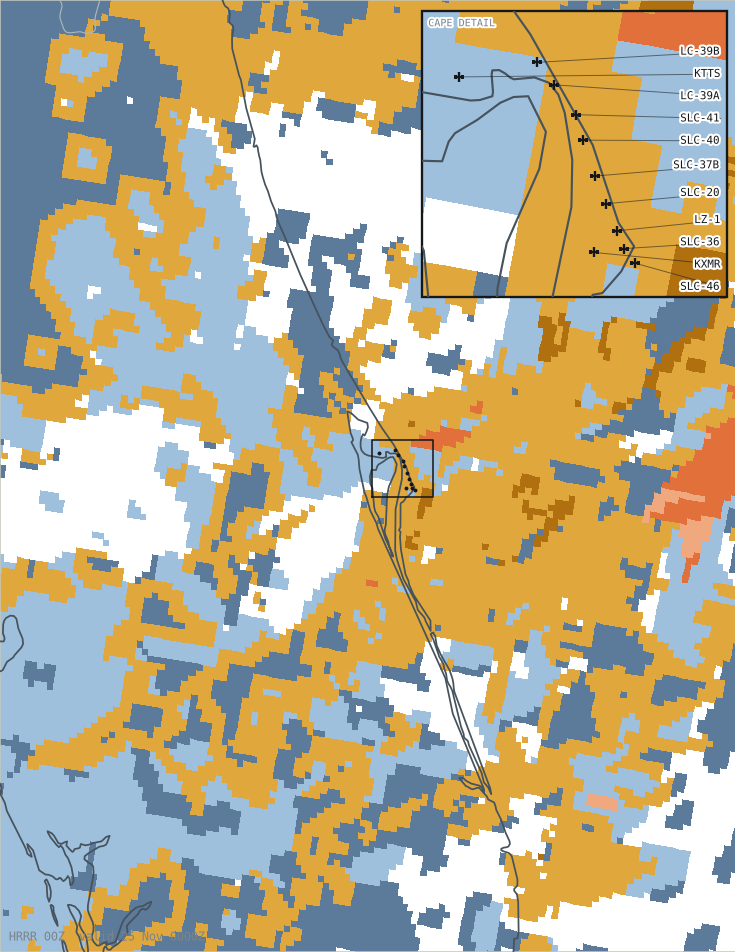 CAPE DETAIL
LC-39B
KTTS
LC-39A
SLC-41
SLC-40
SLC-37B
SLC-20
LZ-1
SLC-36
KXMR
SLC-46
HRRR 00Z